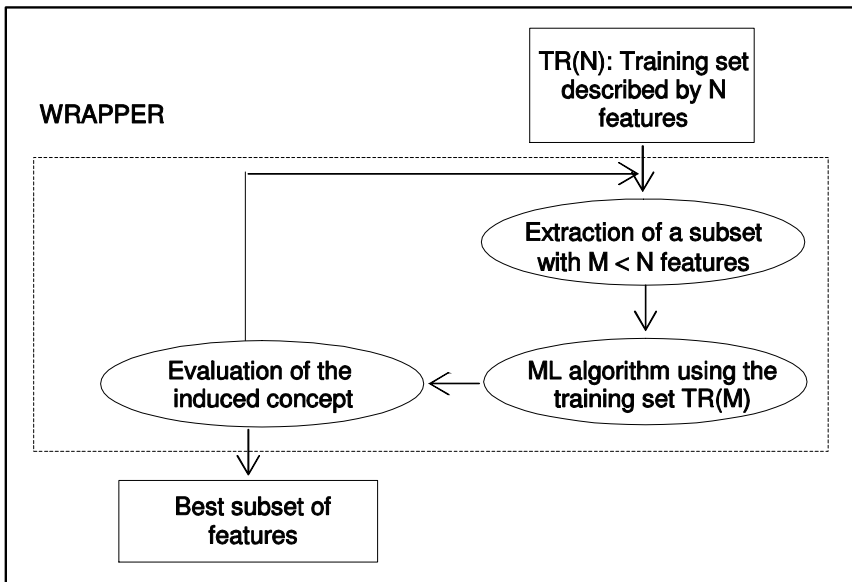 TR(N): Training set
described by N
features
WRAPPER
Extraction of a subset
with M < N features
Evaluation of the
induced concept
ML algorithm using the
training set TR(M)
Best subset of
features